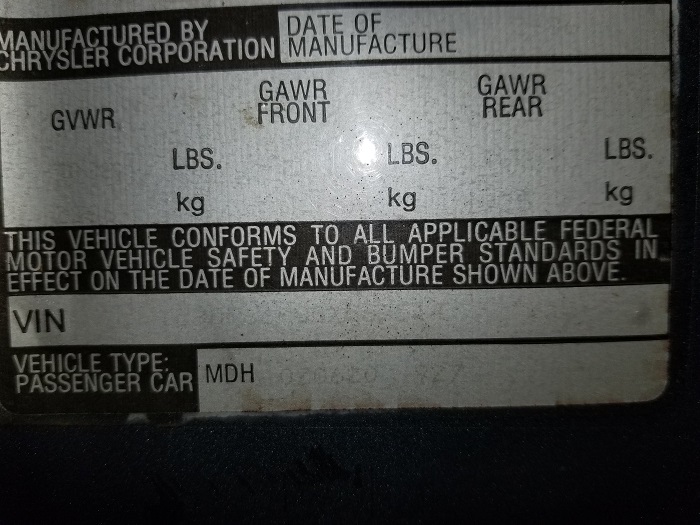 MANUFACTURED BY
CHRYSLER CORPORATION
DATE OF
MANUFACTURE
GVWR
GAWR
FRONT
GAWR
REAR
LBS. LBS. LBS.
kg kg kg
THIS VEHICLE CONFORMS TO ALL APPLICABLE FEDERAL
MOTOR VEHICLE SAFETY AND BUMPER STANDARDS IN
EFFECT ON THE DATE OF MANUFACTURE SHOWN ABOVE.
VIN
VEHICLE TYPE:
PASSENGER CAR
MDH